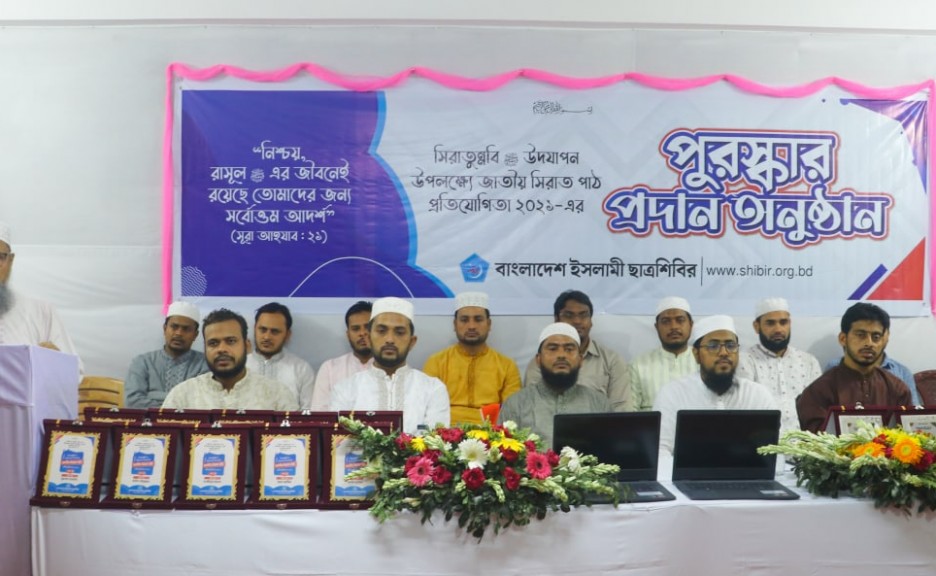 “নিশ্চয়,
রাসূল ﷺ এর জীবনেই
রয়েছে তোমাদের জন্য
সর্বোত্তম আদর্শ”
(সূরা আহযাব : ২১)
সিরাতুন্নবি ﷺ উদযাপন
উপলক্ষ্যে জাতীয় সিরাত পাঠ
প্রতিযোগিতা ২০২১-এর
পুরস্কার
প্রদান অনুষ্ঠান
বাংলাদেশ ইসলামী ছাত্রশিবির | www.shibir.org.bd